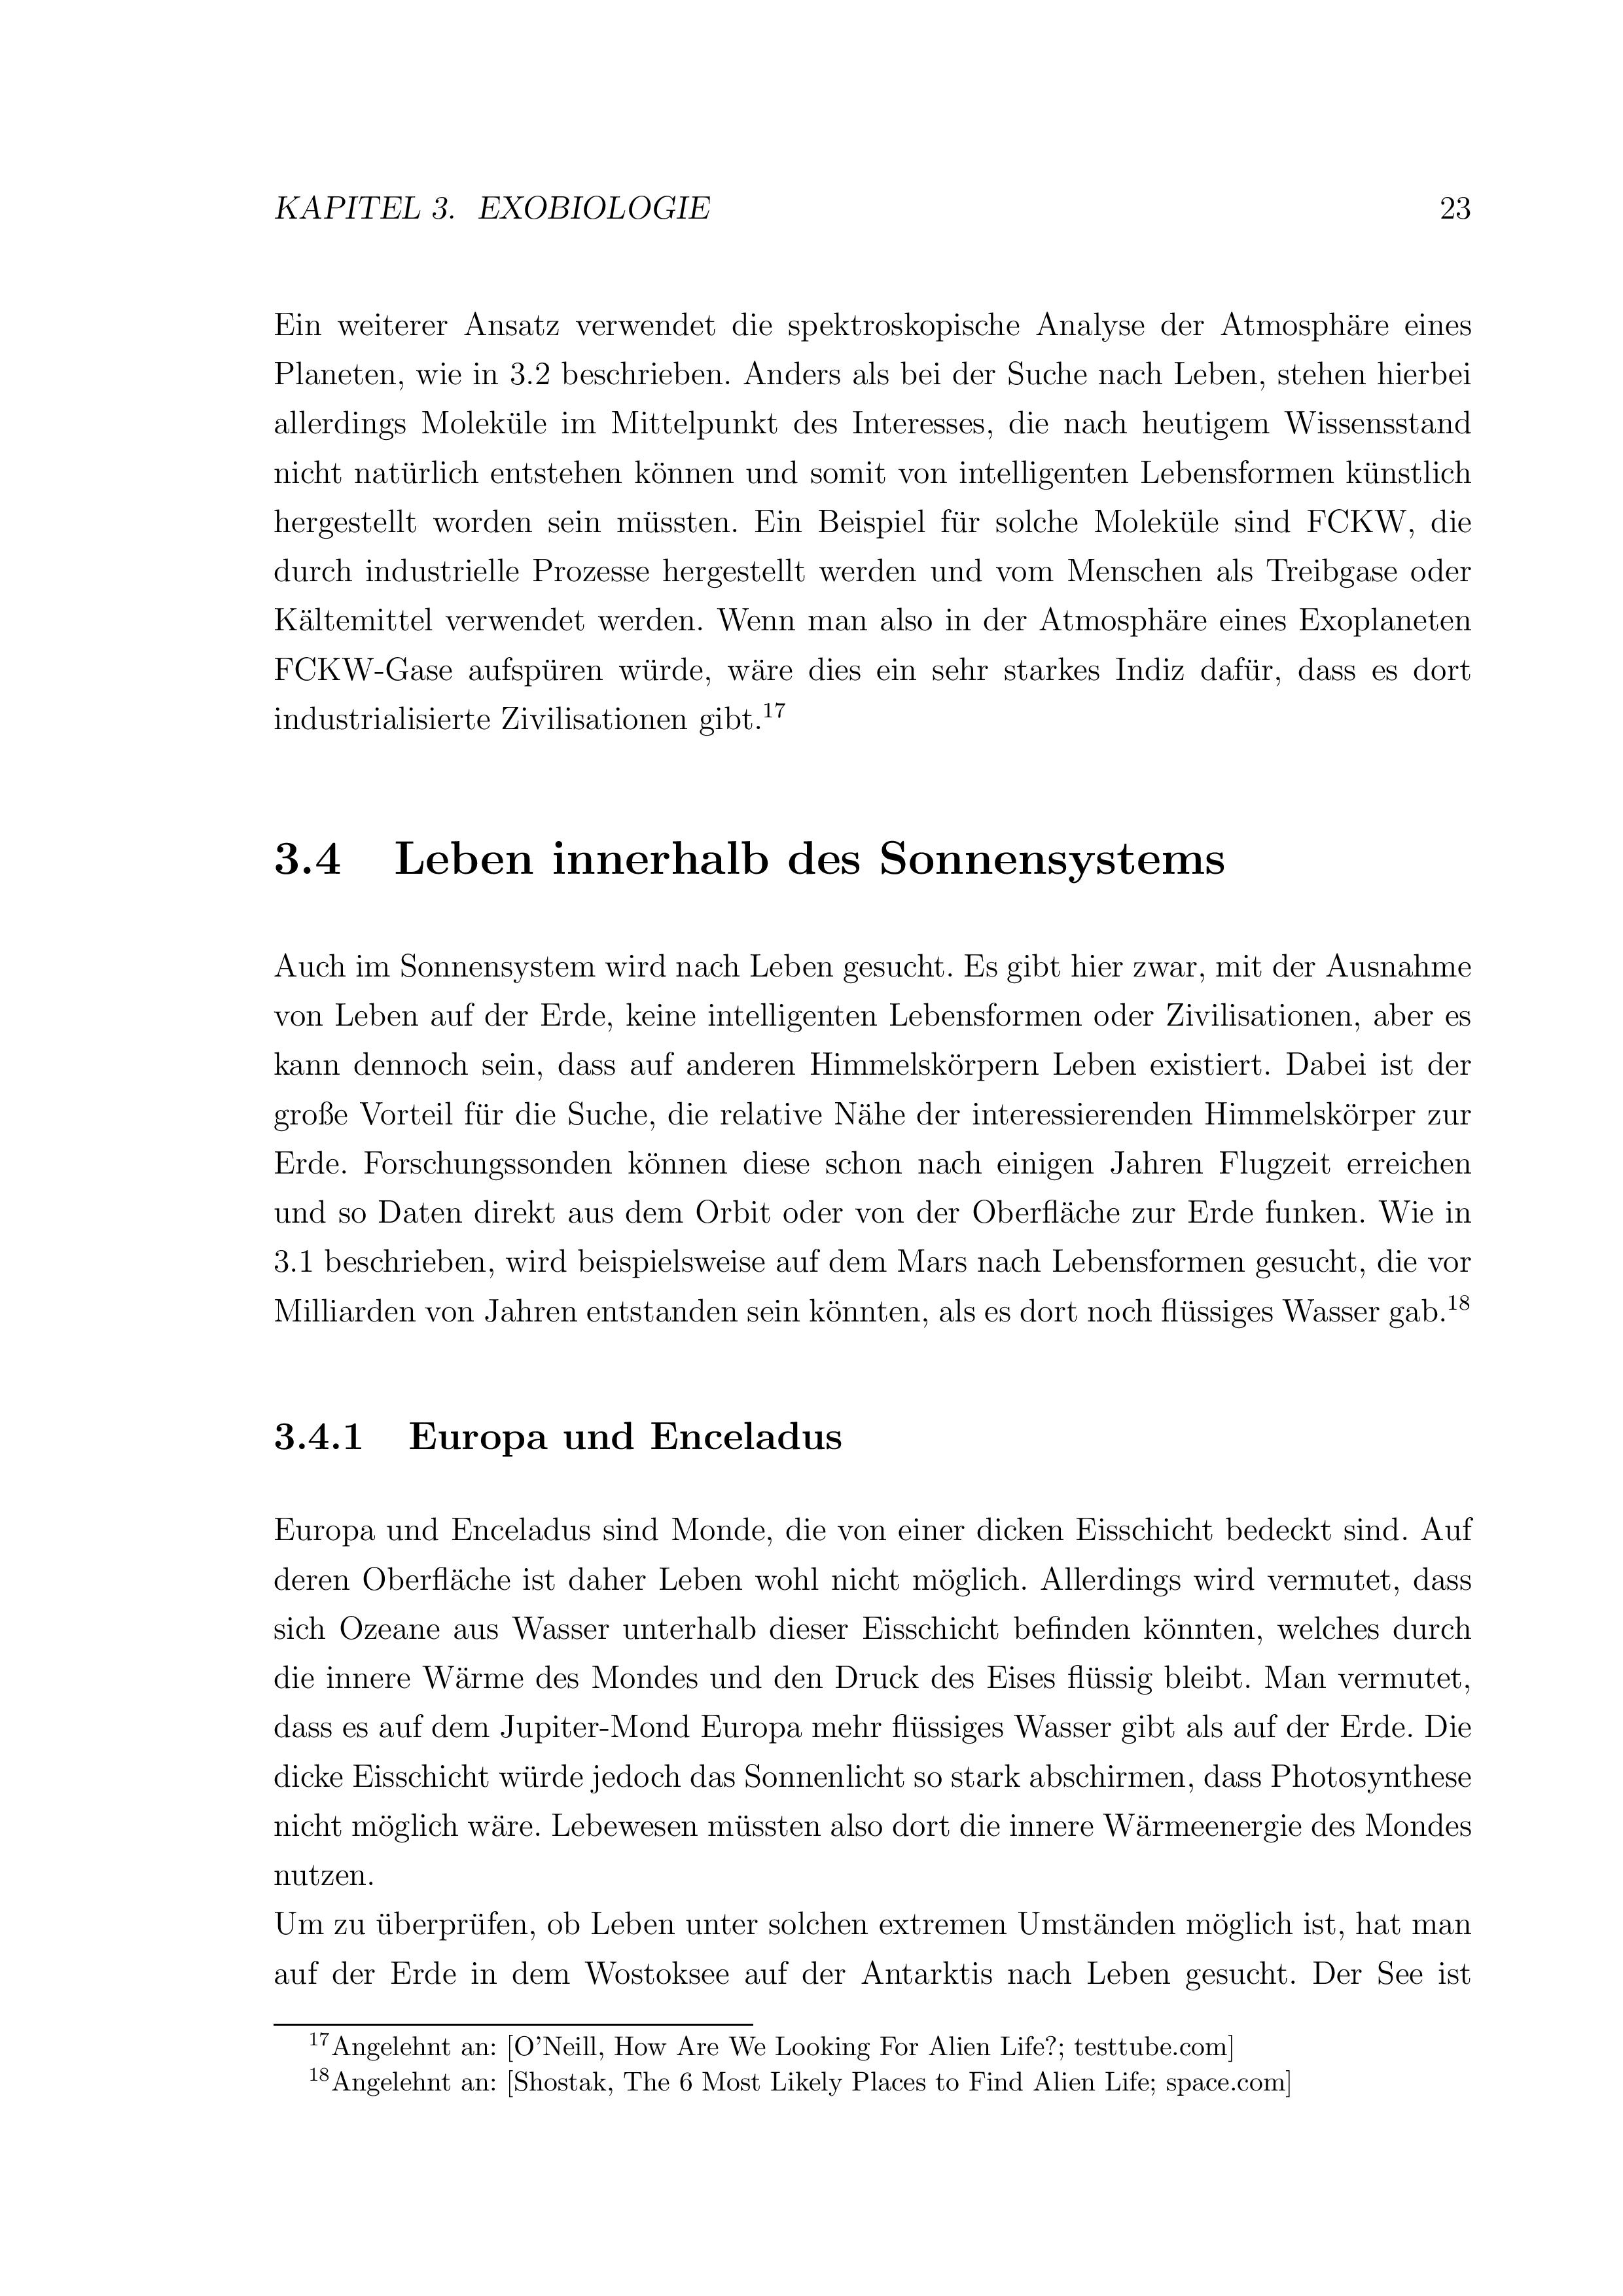 KAPITEL 3. EXOBIOLOGIE 23
Ein weiterer Ansatz verwendet die spektroskopische Analyse der Atmosphäre eines
Planeten, wie in 3.2 beschrieben. Anders als bei der Suche nach Leben, stehen hierbei
allerdings Moleküle im Mittelpunkt des Interesses, die nach heutigem Wissensstand
nicht natürlich entstehen können und somit von intelligenten Lebensformen künstlich
hergestellt worden sein müssten. Ein Beispiel für solche Moleküle sind FCKW, die
durch industrielle Prozesse hergestellt werden und vom Menschen als Treibgase oder
Kältemittel verwendet werden. Wenn man also in der Atmosphäre eines Exoplaneten
FCKW-Gase aufspüren würde, wäre dies ein sehr starkes Indiz dafür, dass es dort
industrialisierte Zivilisationen gibt.17
3.4 Leben innerhalb des Sonnensystems
Auch im Sonnensystem wird nach Leben gesucht. Es gibt hier zwar, mit der Ausnahme
von Leben auf der Erde, keine intelligenten Lebensformen oder Zivilisationen, aber es
kann dennoch sein, dass auf anderen Himmelskörpern Leben existiert. Dabei ist der
große Vorteil für die Suche, die relative Nähe der interessierenden Himmelskörper zur
Erde. Forschungssonden können diese schon nach einigen Jahren Flugzeit erreichen
und so Daten direkt aus dem Orbit oder von der Oberfläche zur Erde funken. Wie in
3.1 beschrieben, wird beispielsweise auf dem Mars nach Lebensformen gesucht, die vor
Milliarden von Jahren entstanden sein könnten, als es dort noch flüssiges Wasser gab.18
3.4.1 Europa und Enceladus
Europa und Enceladus sind Monde, die von einer dicken Eisschicht bedeckt sind. Auf
deren Oberfläche ist daher Leben wohl nicht möglich. Allerdings wird vermutet, dass
sich Ozeane aus Wasser unterhalb dieser Eisschicht befinden könnten, welches durch
die innere Wärme des Mondes und den Druck des Eises flüssig bleibt. Man vermutet,
dass es auf dem Jupiter-Mond Europa mehr flüssiges Wasser gibt als auf der Erde. Die
dicke Eisschicht würde jedoch das Sonnenlicht so stark abschirmen, dass Photosynthese
nicht möglich wäre. Lebewesen müssten also dort die innere Wärmeenergie des Mondes
nutzen.
Um zu überprüfen, ob Leben unter solchen extremen Umständen möglich ist, hat man
auf der Erde in dem Wostoksee auf der Antarktis nach Leben gesucht. Der See ist
17Angelehnt an: [O'Neill, How Are We Looking For Alien Life?; testtube.com]
18Angelehnt an: [Shostak, The 6 Most Likely Places to Find Alien Life; space.com]